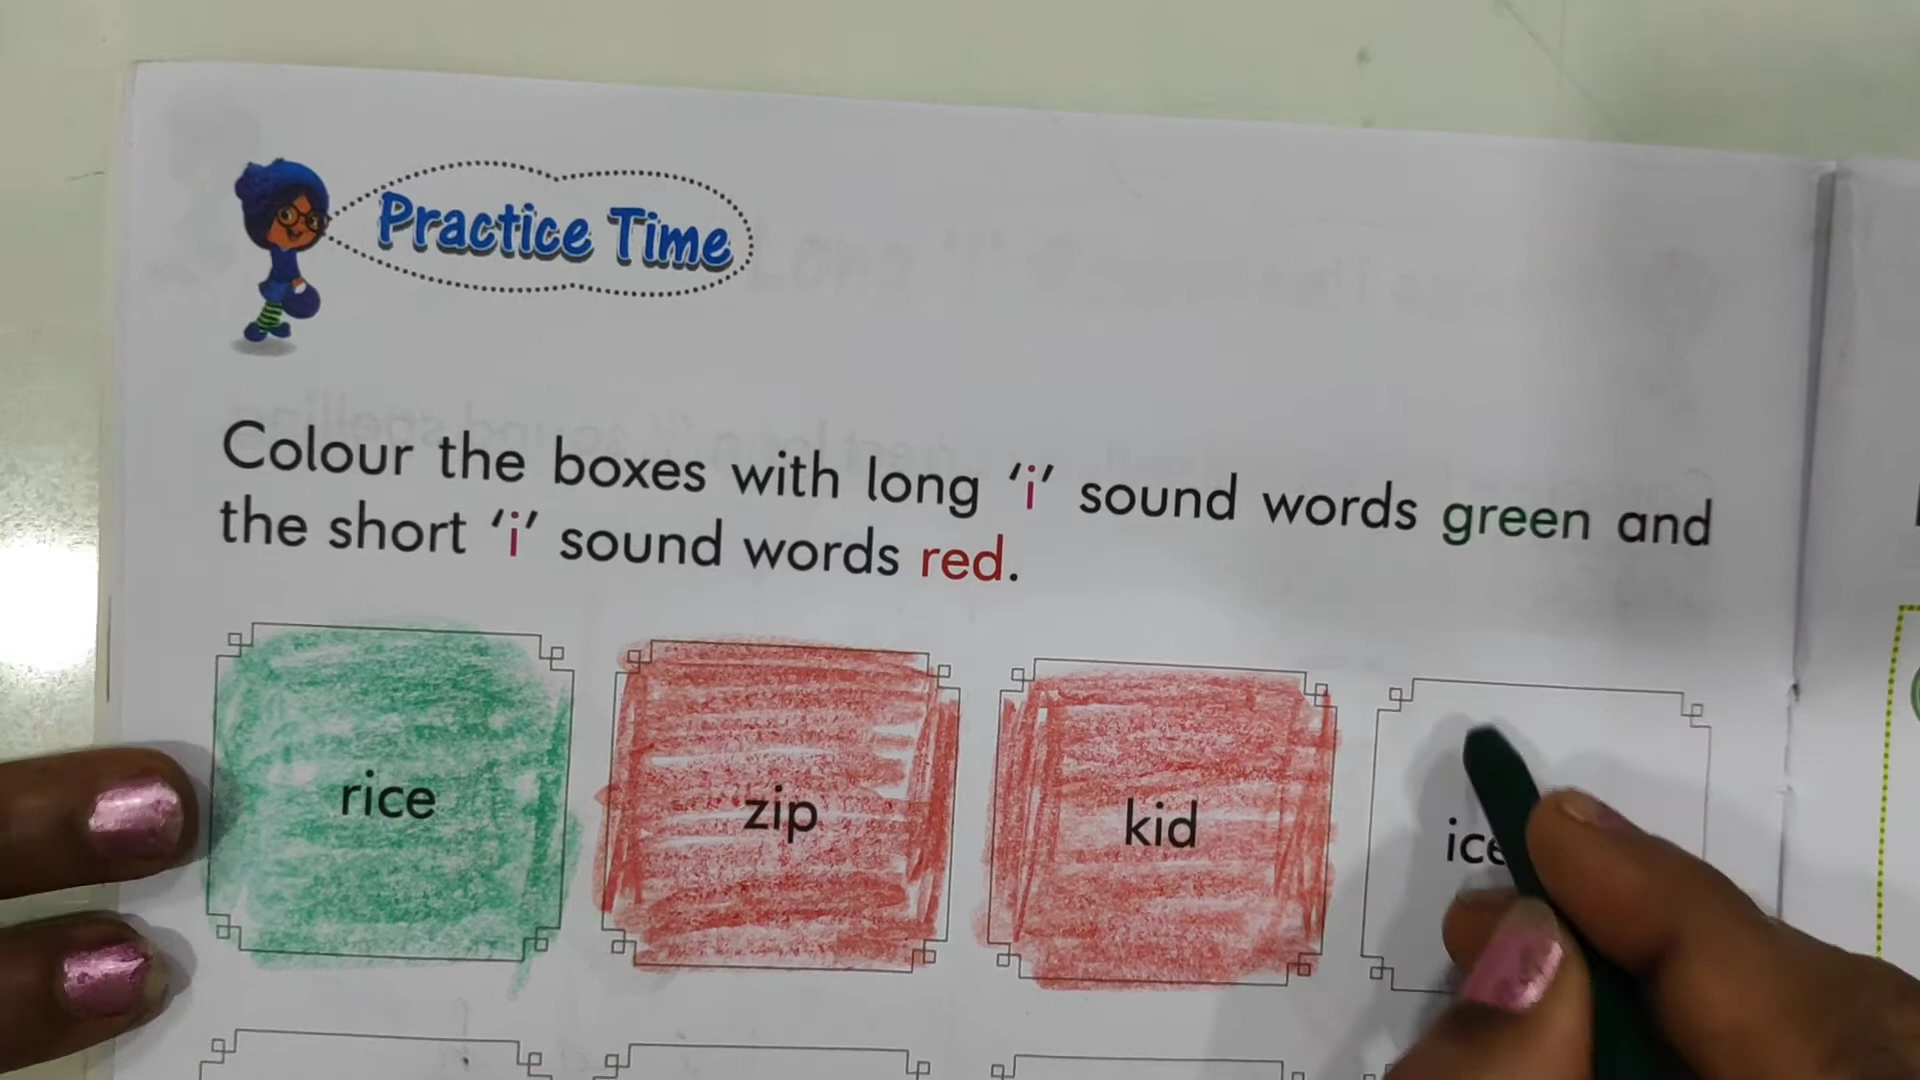 Practice Time
Colour the boxes with long ‘i’ sound words green and
the short ‘i’ sound words red.
rice zip kid ice